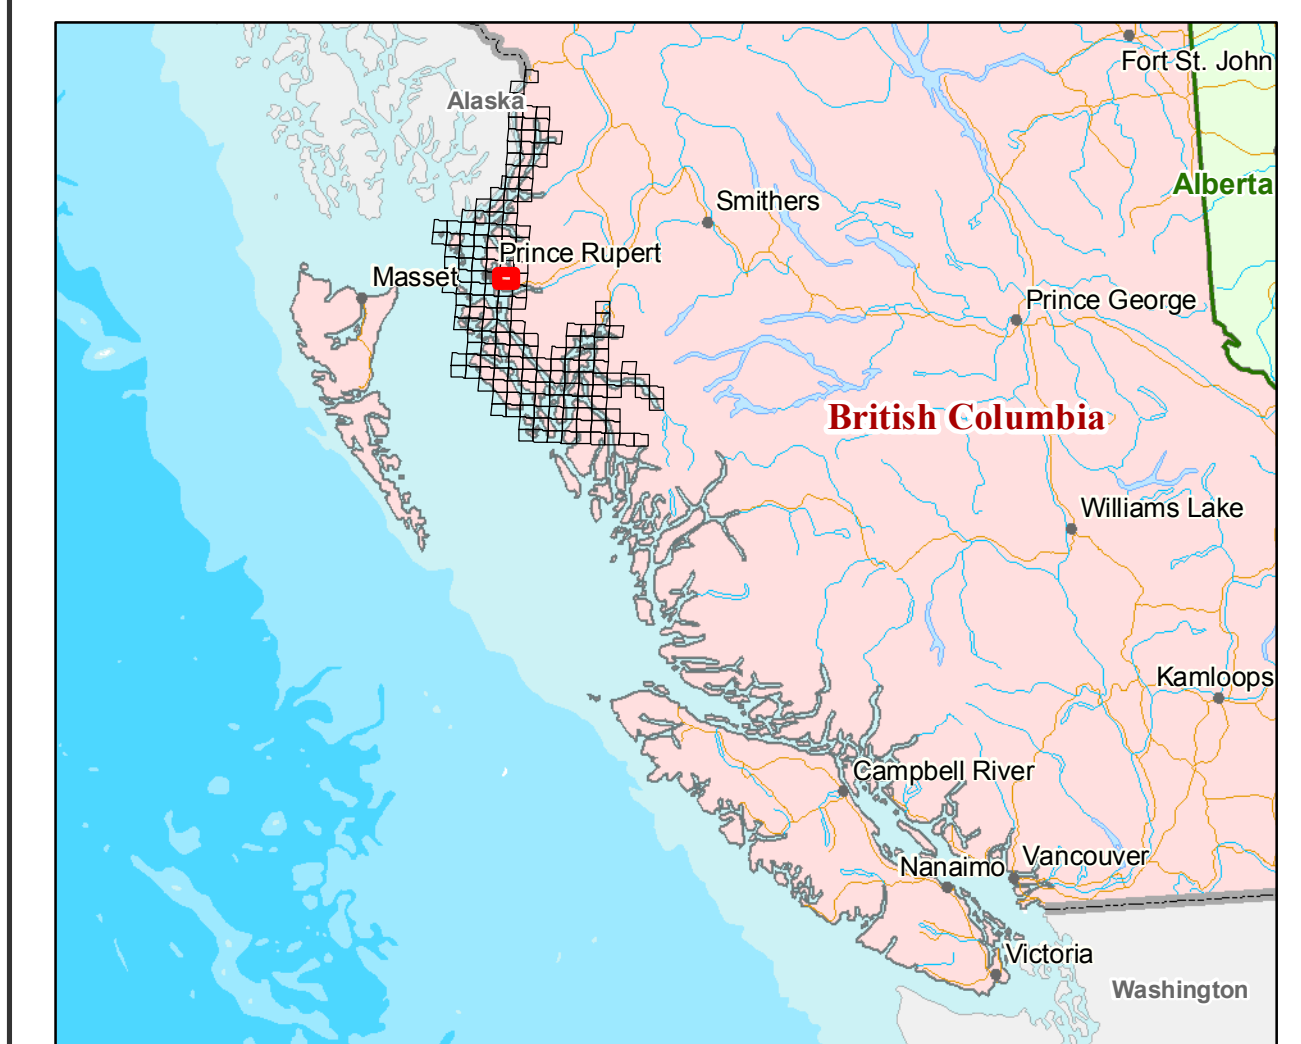 Fort St. John
Alaska
Alberta
Smithers
Prince Rupert
Masset
Prince George
British Columbia
Williams Lake
Kamloops
Campbell River
Vancouver
Nanaimo
Victoria
Washington